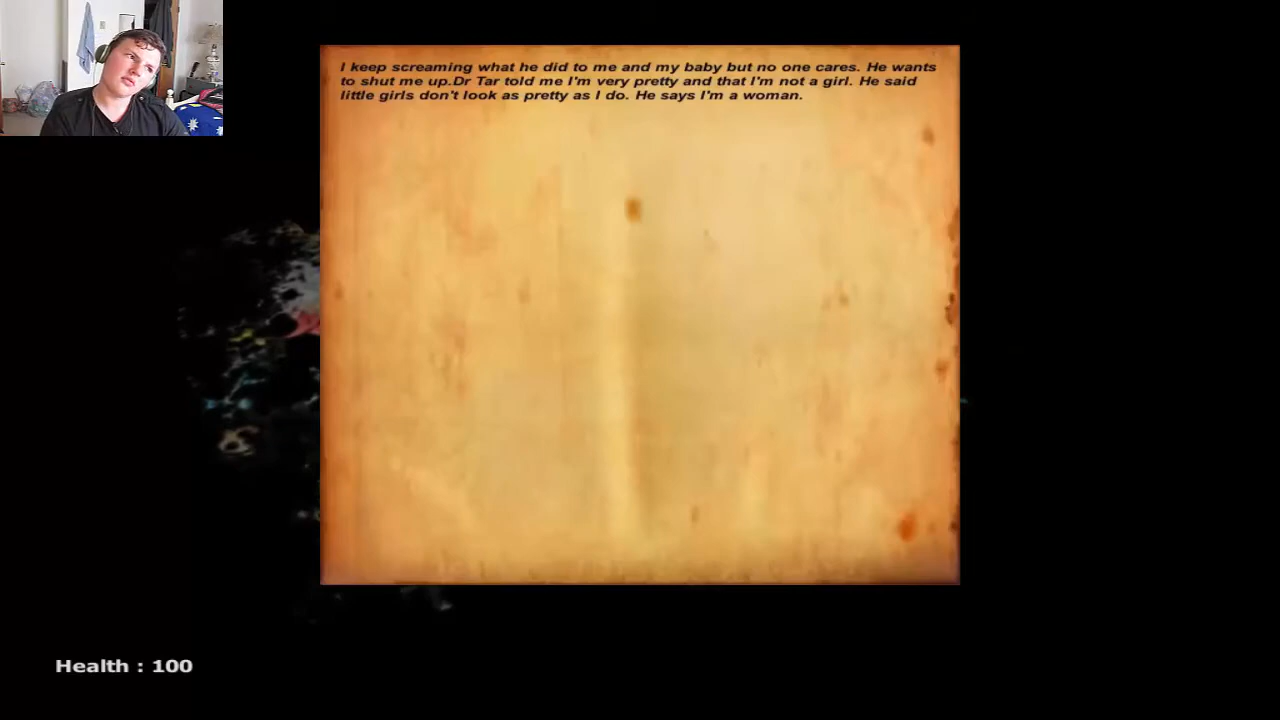 I keep screaming what he did to me and my baby but no one cares. He wants
to shut me up.Dr Tar told me I'm very pretty and that I'm not a girl. He said
little girls don't look as pretty as I do. He says I'm a woman.
Health : 100